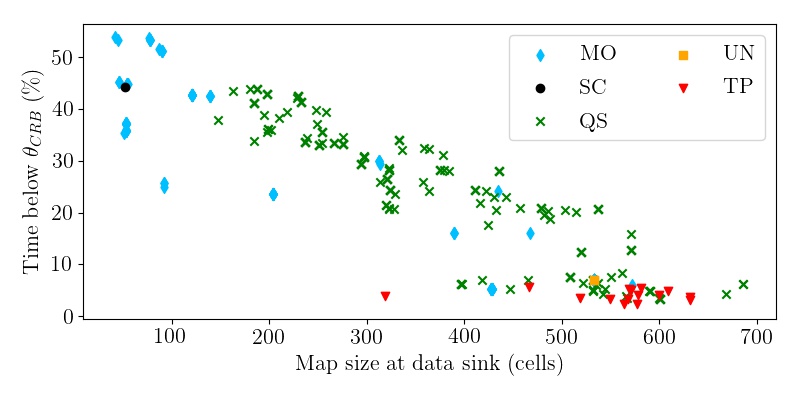 MO
SC
QS
UN
TP
Time below θ_CRB (%)
50
40
30
20
10
0
100 200 300 400 500 600 700
Map size at data sink (cells)